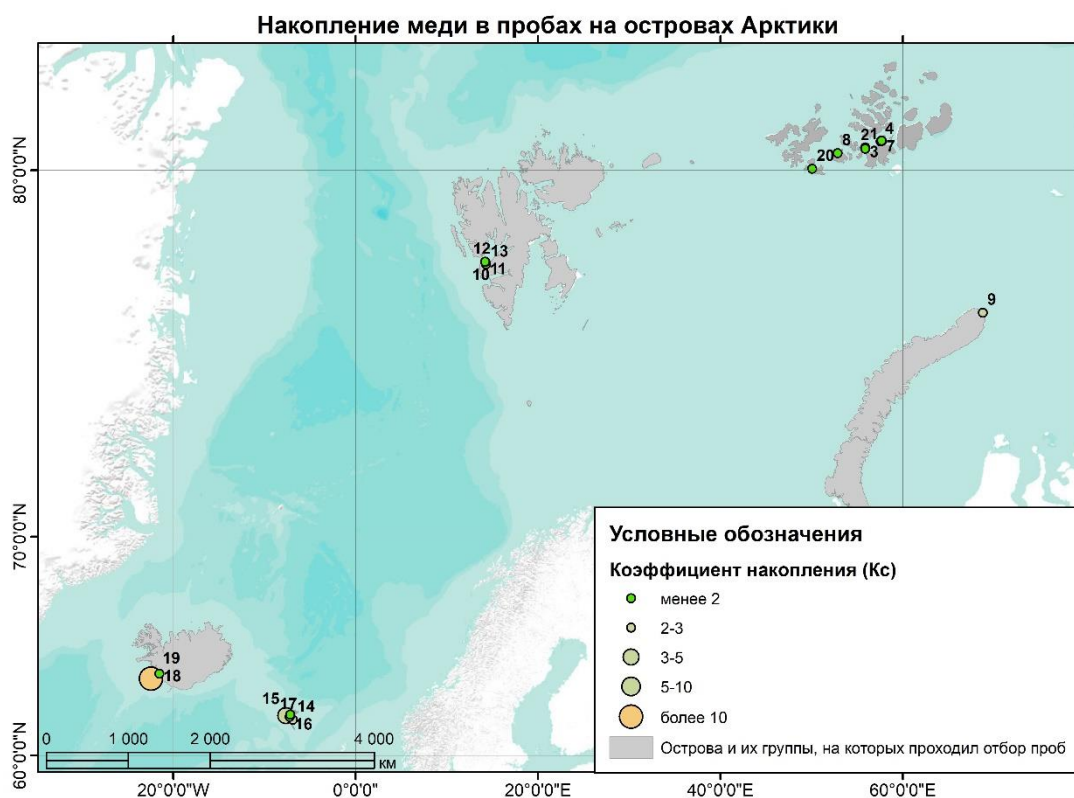 Накопление меди в пробах на островах Арктики
4
21
8
7
3
20
80°0'0"N
12
13
10
11
9
70°0'0"N
Условные обозначения
Коэффициент накопления (Кс)
менее 2
2-3
3-5
5-10
более 10
Острова и их группы, на которых проходил отбор проб
19
18
15
17
14
16
0
1 000
2 000
4 000
км
60°0'0"N
20°0'0"W
0°0'0"
20°0'0"E
40°0'0"E
60°0'0"E